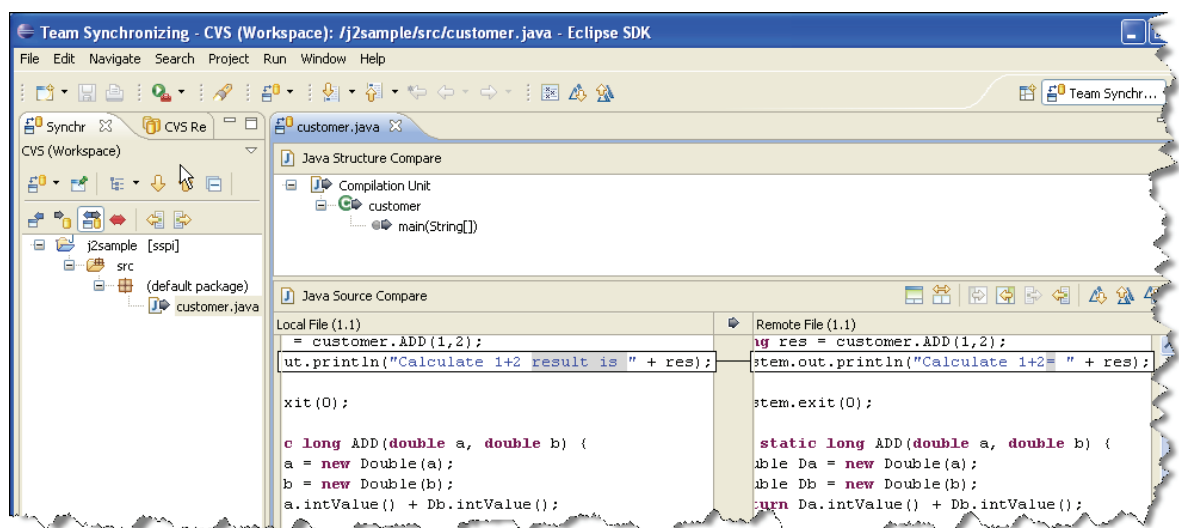 Team Synchronizing - CVS (Workspace): /j2sample/src/customer.java - Eclipse SDK
File Edit Navigate Search Project Run Window Help
Team Synchr...
Synchr
CVS Re
customer.java
CVS (Workspace)
Java Structure Compare
Compilation Unit
customer
main(String[])
j2sample [sspi]
src
(default package)
customer.java
Java Source Compare
Local File (1.1)
Remote File (1.1)
= customer.ADD(1,2);
ut.println("Calculate 1+2 result is " + res);
xit(0);
c long ADD(double a, double b) {
a = new Double(a);
b = new Double(b);
a.intValue() + Db.intValue();
ng res = customer.ADD(1,2);
stem.out.println("Calculate 1+2= " + res);
stem.exit(0);
static long ADD(double a, double b) {
uble Da = new Double(a);
uble Db = new Double(b);
turn Da.intValue() + Db.intValue();